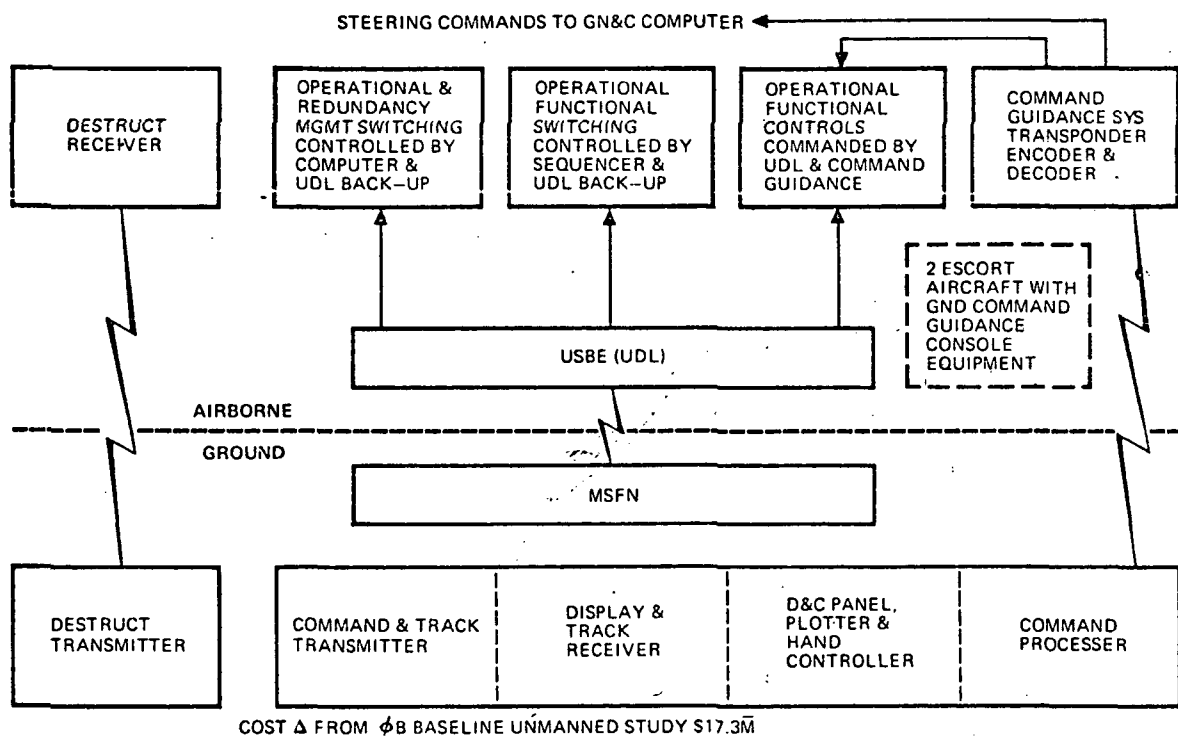 STEERING COMMANDS TO GN&C COMPUTER
DESTRUCT
RECEIVER
OPERATIONAL &
REDUNDANCY
MGMT SWITCHING
CONTROLLED BY
COMPUTER &
UDL BACK-UP
OPERATIONAL
FUNCTIONAL
SWITCHING
CONTROLLED BY
SEQUENCER &
UDL BACK-UP
OPERATIONAL
FUNCTIONAL
CONTROLS
COMMANDED BY
UDL & COMMAND
GUIDANCE
COMMAND
GUIDANCE SYS
TRANSPONDER
ENCODER &
DECODER
2 ESCORT
AIRCRAFT WITH
GND COMMAND
GUIDANCE
CONSOLE
EQUIPMENT
USBE (UDL)
AIRBORNE
GROUND
MSFN
DESTRUCT
TRANSMITTER
COMMAND & TRACK
TRANSMITTER
DISPLAY &
TRACK
RECEIVER
D&C PANEL,
PLOTTER &
HAND
CONTROLLER
COMMAND
PROCESSER
COST Δ FROM ϕB BASELINE UNMANNED STUDY $17.3M̄